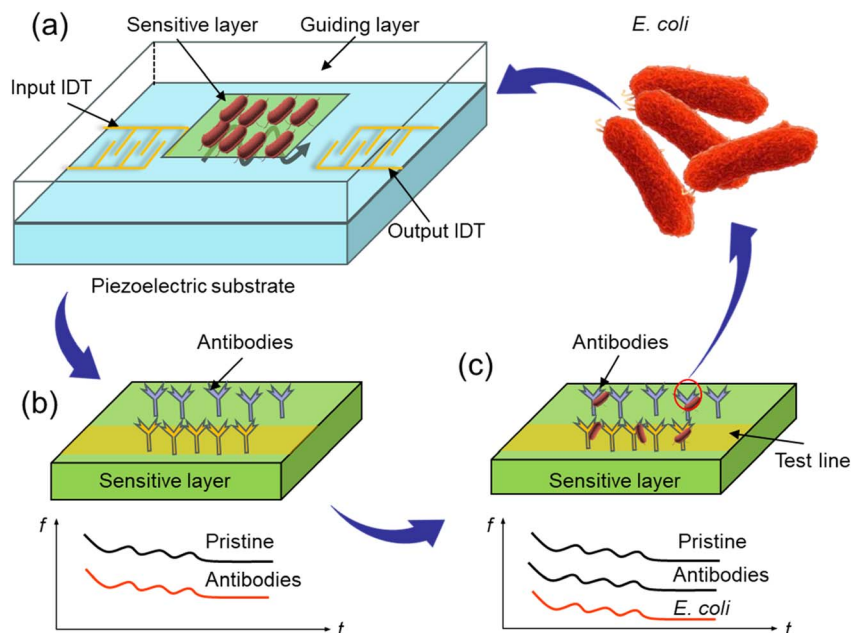 (a)
Sensitive layer
Guiding layer
E. coli
Input IDT
Output IDT
Piezoelectric substrate
(b)
Antibodies
Sensitive layer
f
Pristine
Antibodies
t
(c)
Antibodies
Test line
Sensitive layer
f
Pristine
Antibodies
E. coli
t